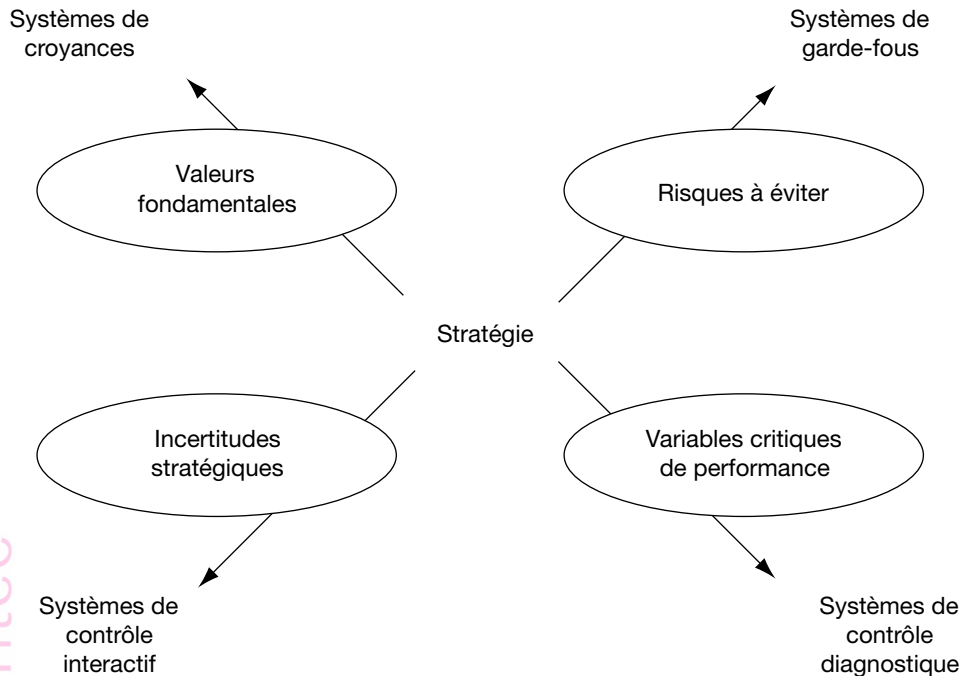 Systèmes de
croyances
Systèmes de
garde-fous
Valeurs
fondamentales
Risques à éviter
Stratégie
Incertitudes
stratégiques
Variables critiques
de performance
Systèmes de
contrôle
interactif
Systèmes de
contrôle
diagnostique